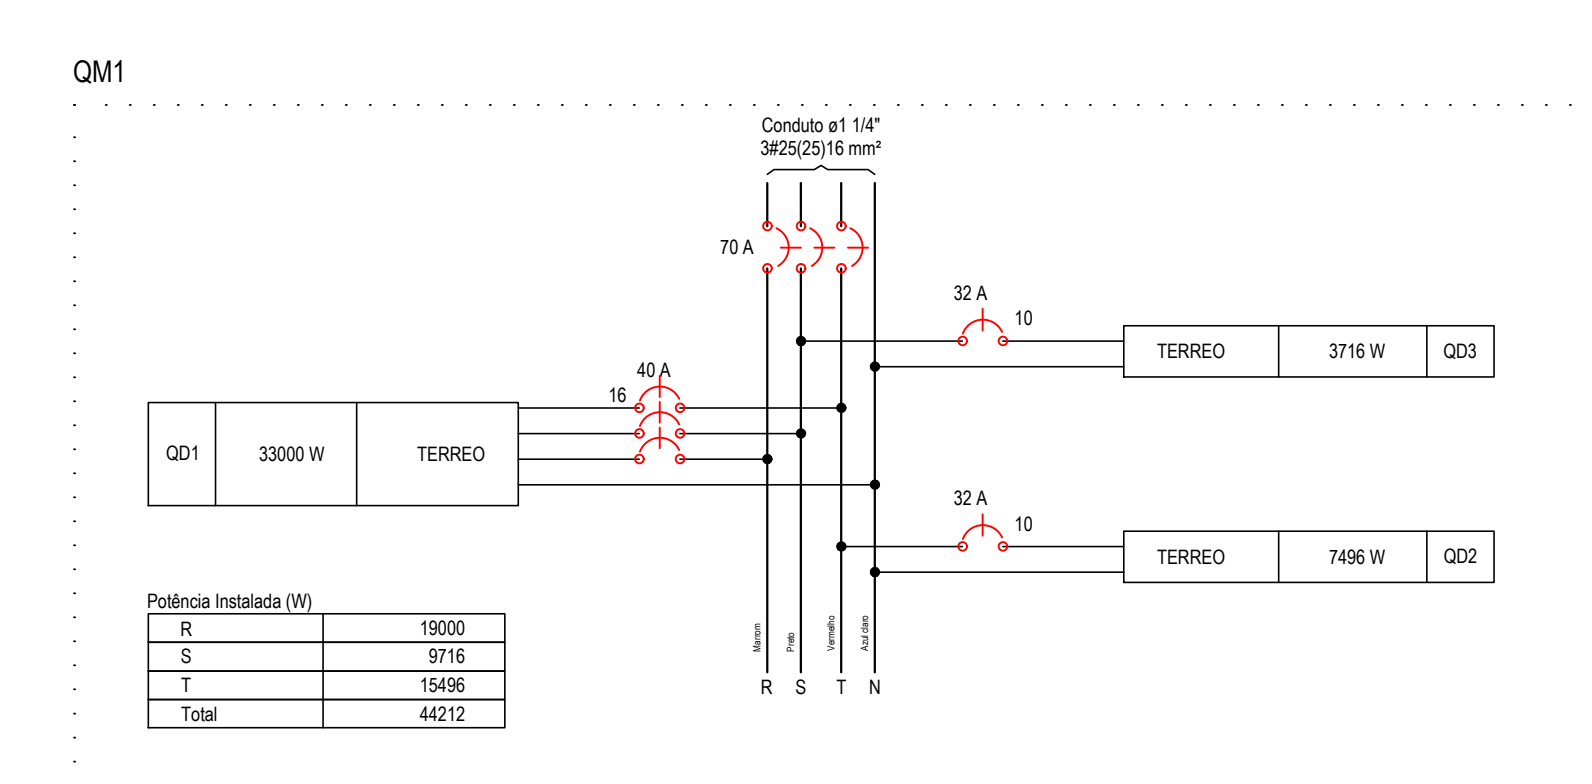 QM1
Conduto ø1 1/4"
3#25(25)16 mm²
70 A
32 A
10
TERREO 3716 W QD3
40 A
16
QD1 33000 W TERREO
32 A
10
TERREO 7496 W QD2
Potência Instalada (W)
R 19000
S 9716
T 15496
Total 44212
Marrom
Preto
Vermelho
Azul claro
R S T N